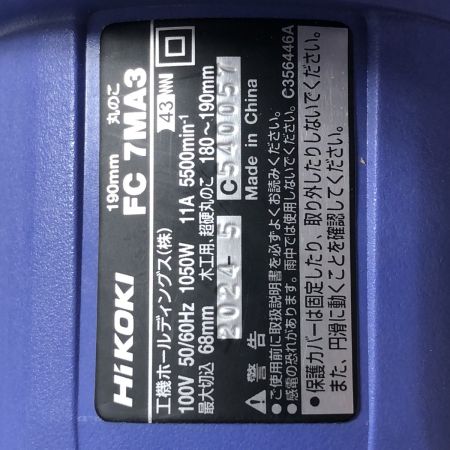 HiKOKI
190mm 丸のこ
FC 7MA3
43 NNN
工機ホールディングス(株)
100V 50/60Hz 1050W 11A 5500min⁻¹
最大切込 68mm 木工用、超硬丸のこ 180～190mm
2024-5 C540057
Made in China
警告
●ご使用前に取扱説明書を必ずよくお読みください。
●感電の恐れがあります。雨中では使用しないでください。C356446A
●保護カバーは固定したり、取り外したりしないでください。
また、円滑に動くことを確認してください。